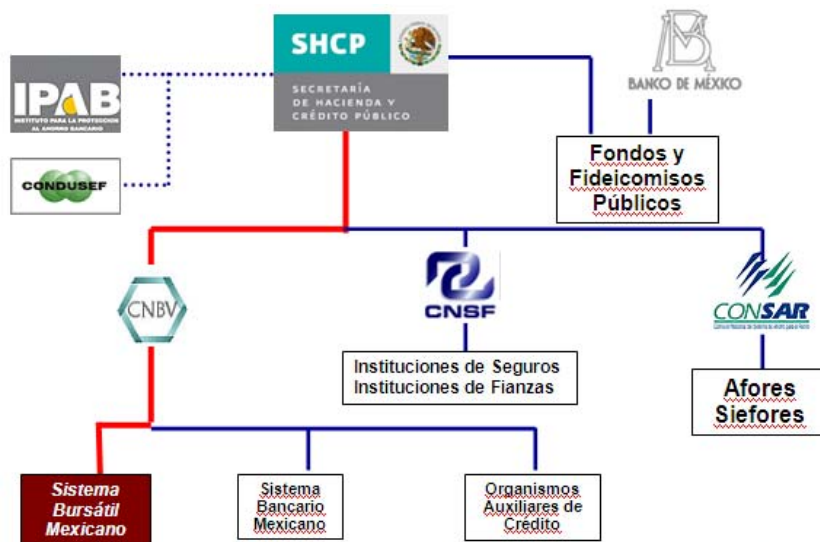 SHCP
SECRETARÍA
DE HACIENDA Y
CRÉDITO PÚBLICO
BANCO DE MÉXICO
IPAB
INSTITUTO PARA LA PROTECCION
AL AHORRO BANCARIO
CONDUSEF
Fondos y
Fideicomisos
Públicos
CNBV
CNSF
CONSAR
Instituciones de Seguros
Instituciones de Fianzas
Afores
Siefores
Sistema
Bursátil
Mexicano
Sistema
Bancario
Mexicano
Organismos
Auxiliares de
Crédito